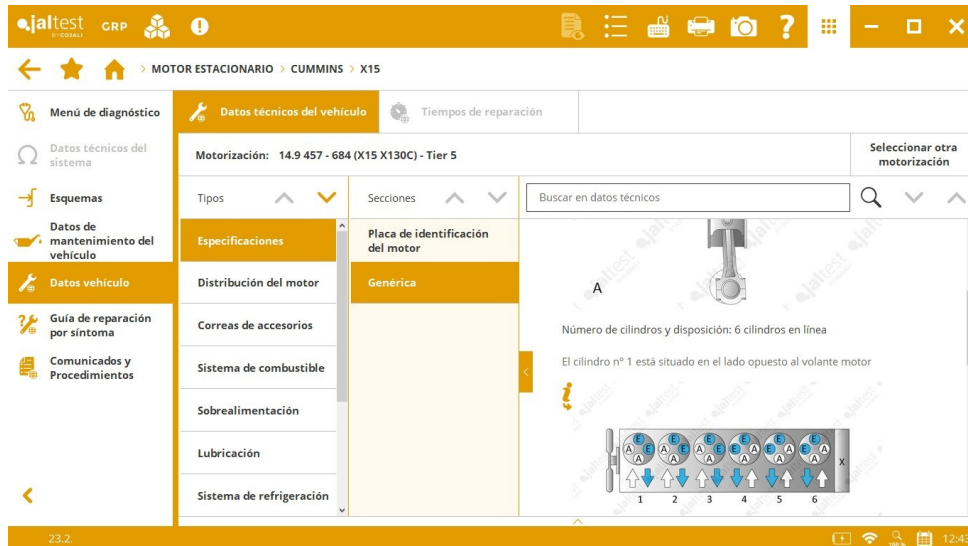 jaltest GRP
BY COJALI
MOTOR ESTACIONARIO > CUMMINS > X15
Menú de diagnóstico
Datos técnicos del
sistema
Esquemas
Datos de
mantenimiento del
vehículo
Datos vehículo
Guía de reparación
por síntoma
Comunicados y
Procedimientos
Datos técnicos del vehículo
Tiempos de reparación
Motorización: 14.9 457 - 684 (X15 X130C) - Tier 5
Seleccionar otra
motorización
Tipos
Especificaciones
Distribución del motor
Correas de accesorios
Sistema de combustible
Sobrealimentación
Lubricación
Sistema de refrigeración
Secciones
Placa de identificación
del motor
Genérica
Buscar en datos técnicos
A
Número de cilindros y disposición: 6 cilindros en línea
El cilindro nº 1 está situado en el lado opuesto al volante motor
X
1 2 3 4 5 6
23.2.
100 %
12:43